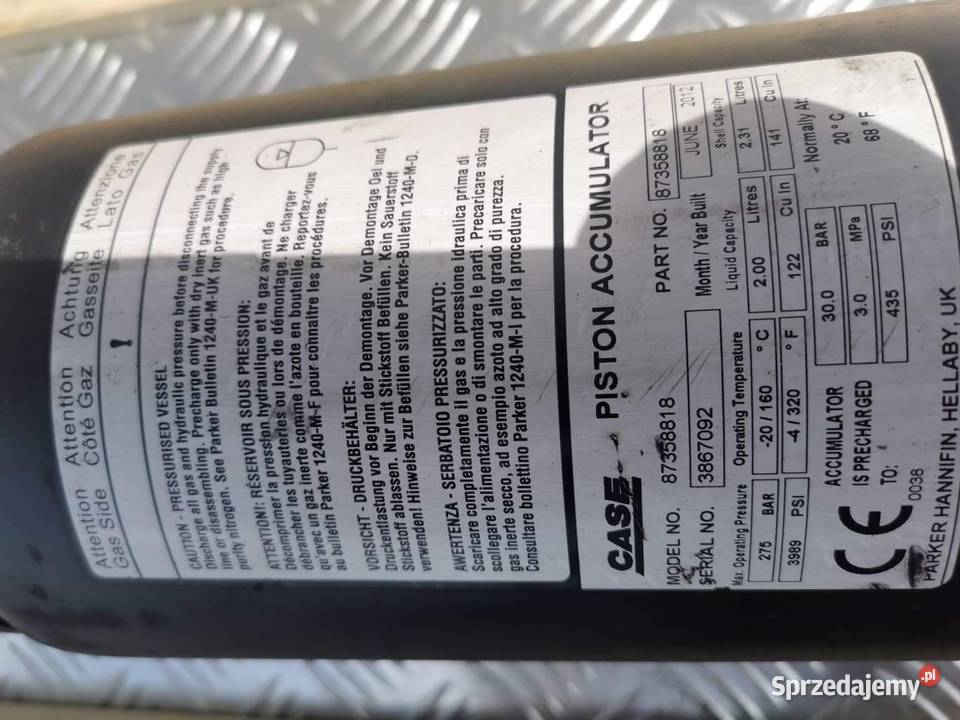 Attention Attention Achtung Attenzione
Gas Side Côté Gaz Gasseite Lato Gas
CAUTION - PRESSURISED VESSEL
Discharge all gas and hydraulic pressure before disconnecting the supply
line or disassembling. Precharge only with dry inert gas such as high
purity nitrogen. See Parker Bulletin 1240-M-UK for procedure.
ATTENTION!: RÉSERVOIR SOUS PRESSION:
Décomprimer la pression hydraulique et le gaz avant de
Débrancher les tuyauteries ou lors de démontage. Ne charger
qu'avec un gaz inerte comme l'azote en bouteille. Reportez-vous
au bulletin Parker 1240-M-F pour connaître les procédures.
VORSICHT - DRUCKBEHÄLTER:
Druckentlastung vor Beginn der Demontage. Vor Demontage Oel und
Stickstoff ablassen. Nur mit Stickstoff Befüllen. Kein Sauerstoff
verwenden! Hinweise zur Befüllen siehe Parker-Bulletin 1240-M-D.
AWERTENZA - SERBATOIO PRESSURIZZATO:
Scaricare completamente il gas e la pressione idraulica prima di
scollegare l'alimentazione o di smontare le parti. Precaricare solo con
gas inerte secco, ad esempio azoto ad alto grado di purezza.
Consultare bollettino Parker 1240-M-I per la procedura.
CASE PISTON ACCUMULATOR
MODEL NO. 87358818 PART NO. 87358818
SERIAL NO. 3867092 Month / Year Built JUNE 2012
Max. Operating Pressure Operating Temperature Liquid Capacity Shell Capacity
275 BAR -20 / 160 °C 2.00 Litres 2.31 Litres
3989 PSI -4 / 320 °F 122 Cu In 141 Cu In
ACCUMULATOR 30.0 BAR Normally At:
IS PRECHARGED 3.0 MPa 20°C
TO: 435 PSI 68°F
CE 0038
PARKER HANNIFIN, HELLABY, UK
Sprzedajemy.pl